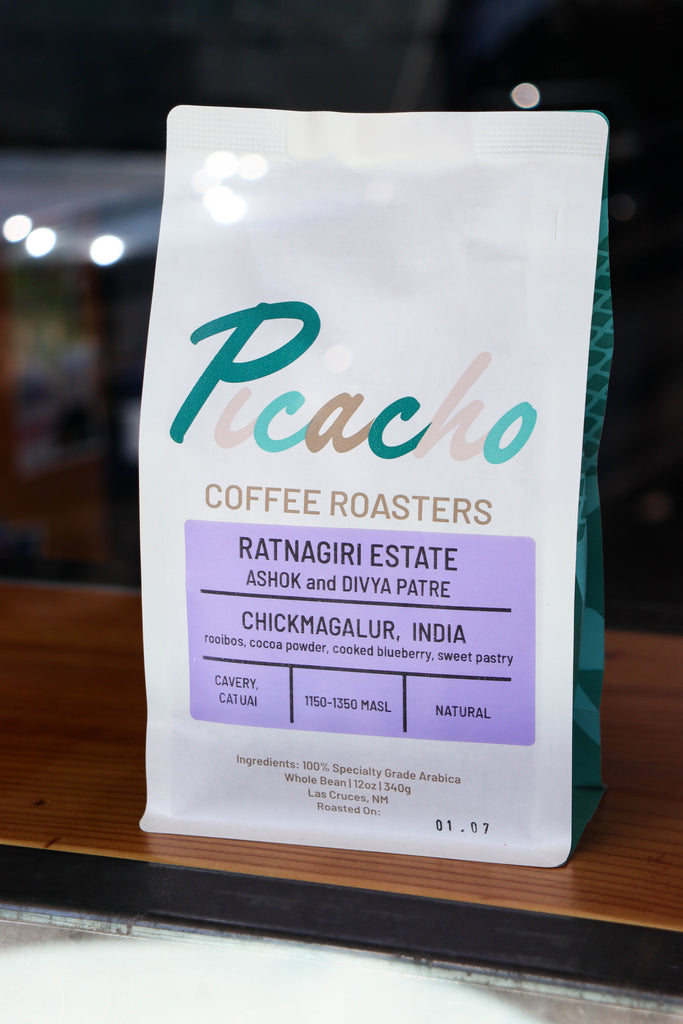 Picacho
COFFEE ROASTERS
RATNAGIRI ESTATE
ASHOK and DIVYA PATRE
CHICKMAGALUR, INDIA
rooibos, cocoa powder, cooked blueberry, sweet pastry
CAVERY,
CATUAI
1150-1350 MASL
NATURAL
Ingredients: 100% Specialty Grade Arabica
Whole Bean | 12oz | 340g
Las Cruces, NM
Roasted On:
01.07